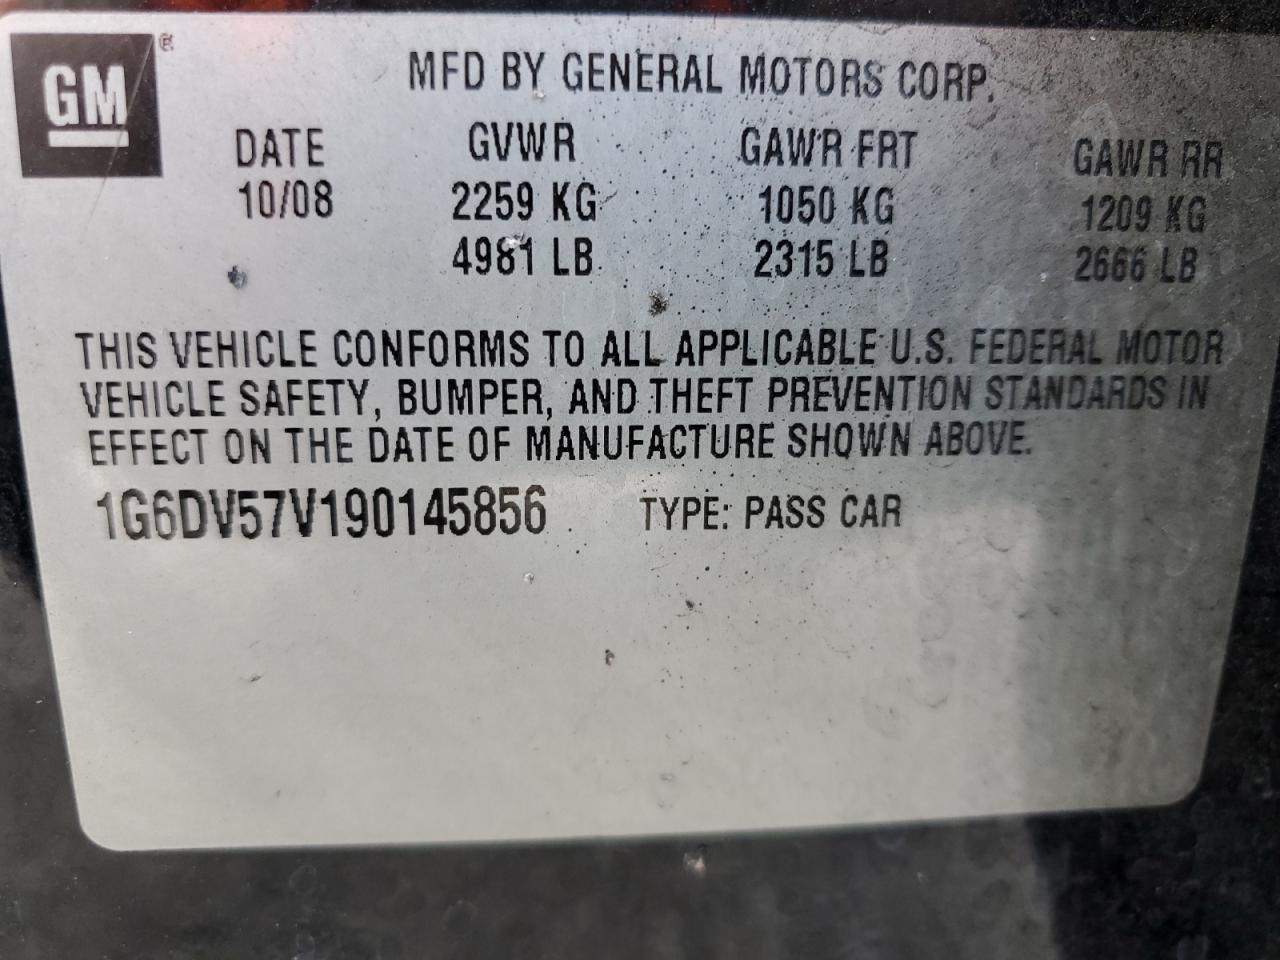 GM ®
MFD BY GENERAL MOTORS CORP.
DATE GVWR GAWR FRT GAWR RR
10/08 2259 KG 1050 KG 1209 KG
4981 LB 2315 LB 2666 LB
THIS VEHICLE CONFORMS TO ALL APPLICABLE U.S. FEDERAL MOTOR
VEHICLE SAFETY, BUMPER, AND THEFT PREVENTION STANDARDS IN
EFFECT ON THE DATE OF MANUFACTURE SHOWN ABOVE.
1G6DV57V190145856 TYPE: PASS CAR